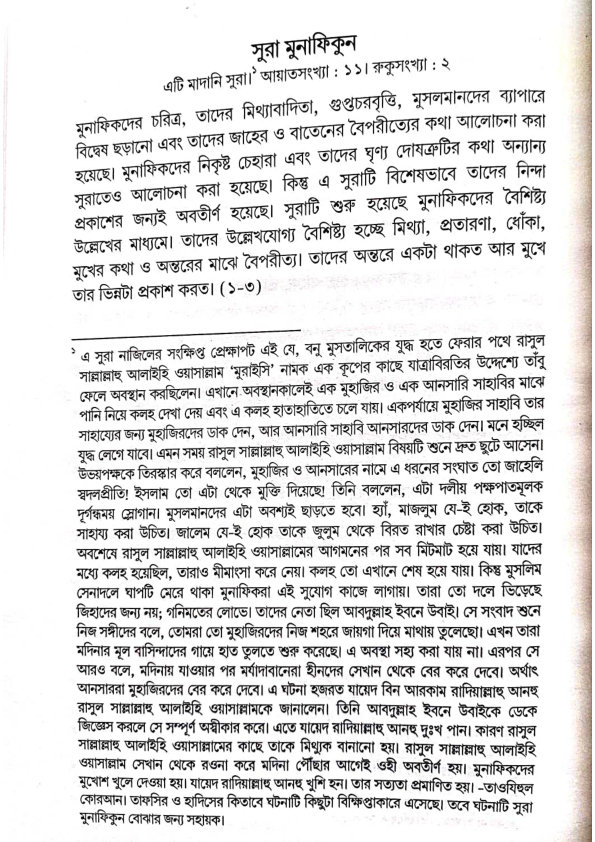 সুরা মুনাফিকুন
এটি মাদানি সুরা।১ আয়াতসংখ্যা : ১১। রুকুসংখ্যা : ২
মুনাফিকদের চরিত্র, তাদের মিথ্যাবাদিতা, গুপ্তচরবৃত্তি, মুসলমানদের ব্যাপারে
বিদ্বেষ ছড়ানো এবং তাদের জাহের ও বাতেনের বৈপরীত্যের কথা আলোচনা করা
হয়েছে। মুনাফিকদের নিকৃষ্ট চেহারা এবং তাদের ঘৃণ্য দোষত্রুটির কথা অন্যান্য
সুরাতেও আলোচনা করা হয়েছে। কিন্তু এ সুরাটি বিশেষভাবে তাদের নিন্দা
প্রকাশের জন্যই অবতীর্ণ হয়েছে। সুরাটি শুরু হয়েছে মুনাফিকদের বৈশিষ্ট্য
উল্লেখের মাধ্যমে। তাদের উল্লেখযোগ্য বৈশিষ্ট্য হচ্ছে মিথ্যা, প্রতারণা, ধোঁকা,
মুখের কথা ও অন্তরের মাঝে বৈপরীত্য। তাদের অন্তরে একটা থাকত আর মুখে
তার ভিন্নটা প্রকাশ করত। (১-৩)
১ এ সুরা নাজিলের সংক্ষিপ্ত প্রেক্ষাপট এই যে, বনু মুসতালিকের যুদ্ধ হতে ফেরার পথে রাসুল
সাল্লাল্লাহু আলাইহি ওয়াসাল্লাম 'মুরাইসি' নামক এক কূপের কাছে যাত্রাবিরতির উদ্দেশ্যে তাঁবু
ফেলে অবস্থান করছিলেন। এখানে অবস্থানকালেই এক মুহাজির ও এক আনসারি সাহাবির মাঝে
পানি নিয়ে কলহ দেখা দেয় এবং এ কলহ হাতাহাতিতে চলে যায়। একপর্যায়ে মুহাজির সাহাবি তার
সাহায্যের জন্য মুহাজিরদের ডাক দেন, আর আনসারি সাহাবি আনসারদের ডাক দেন। মনে হচ্ছিল
যুদ্ধ লেগে যাবে। এমন সময় রাসুল সাল্লাল্লাহু আলাইহি ওয়াসাল্লাম বিষয়টি শুনে দ্রুত ছুটে আসেন।
উভয়পক্ষকে তিরস্কার করে বললেন, মুহাজির ও আনসারের নামে এ ধরনের সংঘাত তো জাহেলি
স্বদলপ্রীতি! ইসলাম তো এটা থেকে মুক্তি দিয়েছে! তিনি বললেন, এটা দলীয় পক্ষপাতমূলক
দুর্গন্ধময় স্লোগান। মুসলমানদের এটা অবশ্যই ছাড়তে হবে। হ্যাঁ, মাজলুম যে-ই হোক, তাকে
সাহায্য করা উচিত। জালেম যে-ই হোক তাকে জুলুম থেকে বিরত রাখার চেষ্টা করা উচিত।
অবশেষে রাসুল সাল্লাল্লাহু আলাইহি ওয়াসাল্লামের আগমনের পর সব মিটমাট হয়ে যায়। যাদের
মধ্যে কলহ হয়েছিল, তারাও মীমাংসা করে নেয়। কলহ তো এখানে শেষ হয়ে যায়। কিন্তু মুসলিম
সেনাদলে ঘাপটি মেরে থাকা মুনাফিকরা এই সুযোগ কাজে লাগায়। তারা তো দলে ভিড়েছে
জিহাদের জন্য নয়; গনিমতের লোভে। তাদের নেতা ছিল আবদুল্লাহ ইবনে উবাই। সে সংবাদ শুনে
নিজ সঙ্গীদের বলে, তোমরা তো মুহাজিরদের নিজ শহরে জায়গা দিয়ে মাথায় তুলেছো। এখন তারা
মদিনার মূল বাসিন্দাদের গায়ে হাত তুলতে শুরু করেছে। এ অবস্থা সহ্য করা যায় না। এরপর সে
আরও বলে, মদিনায় যাওয়ার পর মর্যাদাবানেরা হীনদের সেখান থেকে বের করে দেবে। অর্থাৎ
আনসাররা মুহাজিরদের বের করে দেবে। এ ঘটনা হজরত যায়েদ বিন আরকাম রাদিয়াল্লাহু আনহু
রাসুল সাল্লাল্লাহু আলাইহি ওয়াসাল্লামকে জানালেন। তিনি আবদুল্লাহ ইবনে উবাইকে ডেকে
জিজ্ঞেস করলে সে সম্পূর্ণ অস্বীকার করে। এতে যায়েদ রাদিয়াল্লাহু আনহু দুঃখ পান। কারণ রাসুল
সাল্লাল্লাহু আলাইহি ওয়াসাল্লামের কাছে তাকে মিথ্যুক বানানো হয়। রাসুল সাল্লাল্লাহু আলাইহি
ওয়াসাল্লাম সেখান থেকে রওনা করে মদিনা পৌঁছার আগেই ওহী অবতীর্ণ হয়। মুনাফিকদের
মুখোশ খুলে দেওয়া হয়। যায়েদ রাদিয়াল্লাহু আনহু খুশি হন। তার সত্যতা প্রমাণিত হয়। -তাওযিহুল
কোরআন। তাফসির ও হাদিসের কিতাবে ঘটনাটি কিছুটা বিক্ষিপ্তাকারে এসেছে। তবে ঘটনাটি সুরা
মুনাফিকুন বোঝার জন্য সহায়ক।